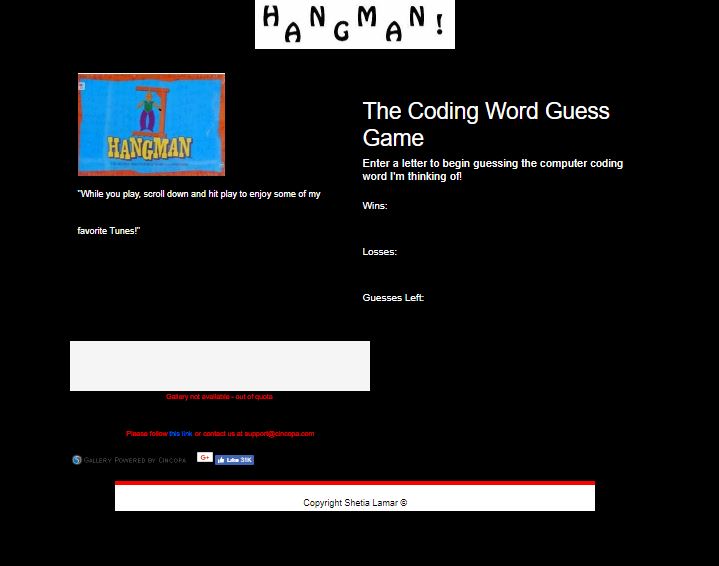 HANGMAN!
HANGMAN
"While you play, scroll down and hit play to enjoy some of my
favorite Tunes!"
The Coding Word Guess
Game
Enter a letter to begin guessing the computer coding
word I'm thinking of!
Wins:
Losses:
Guesses Left:
Gallery not available - out of quota
Please follow this link or contact us at support@cincopa.com
GALLERY POWERED BY CINCOPA
G+
Like 31K
Copyright Shetia Lamar ©